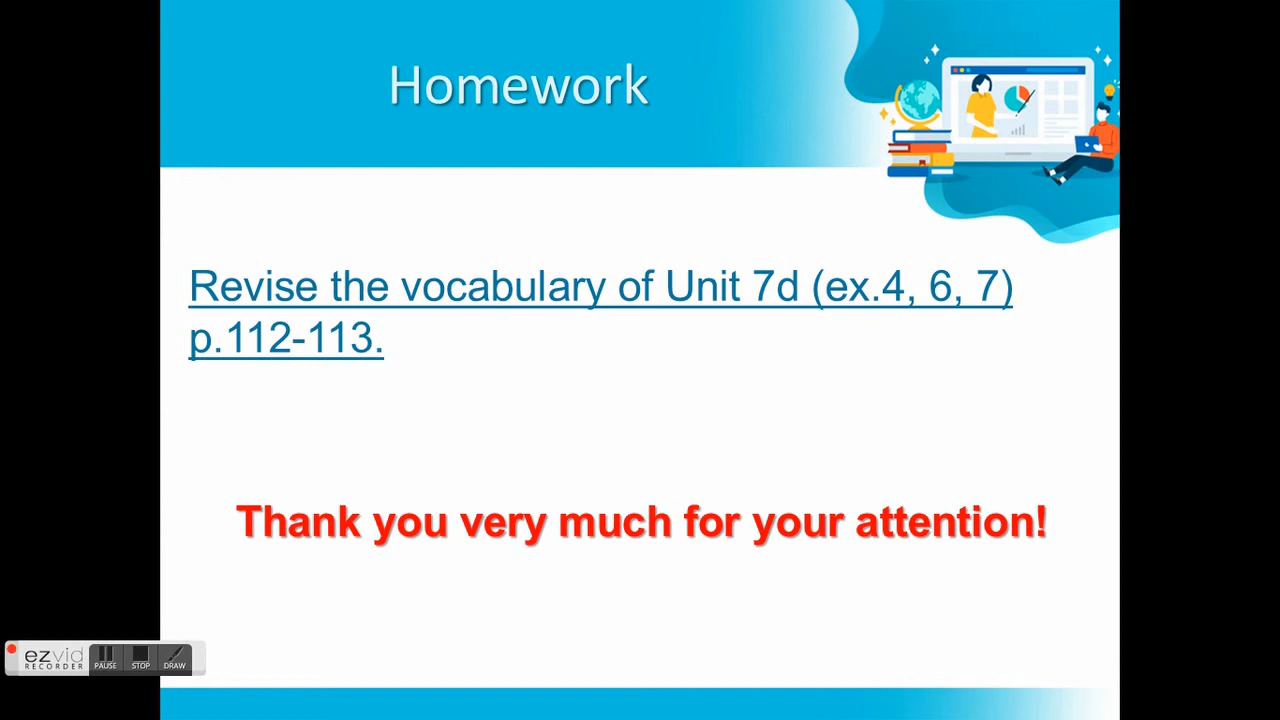 Homework
Revise the vocabulary of Unit 7d (ex.4, 6, 7)
p.112-113.
Thank you very much for your attention!
ezvid
RECORDER
PAUSE
STOP
DRAW